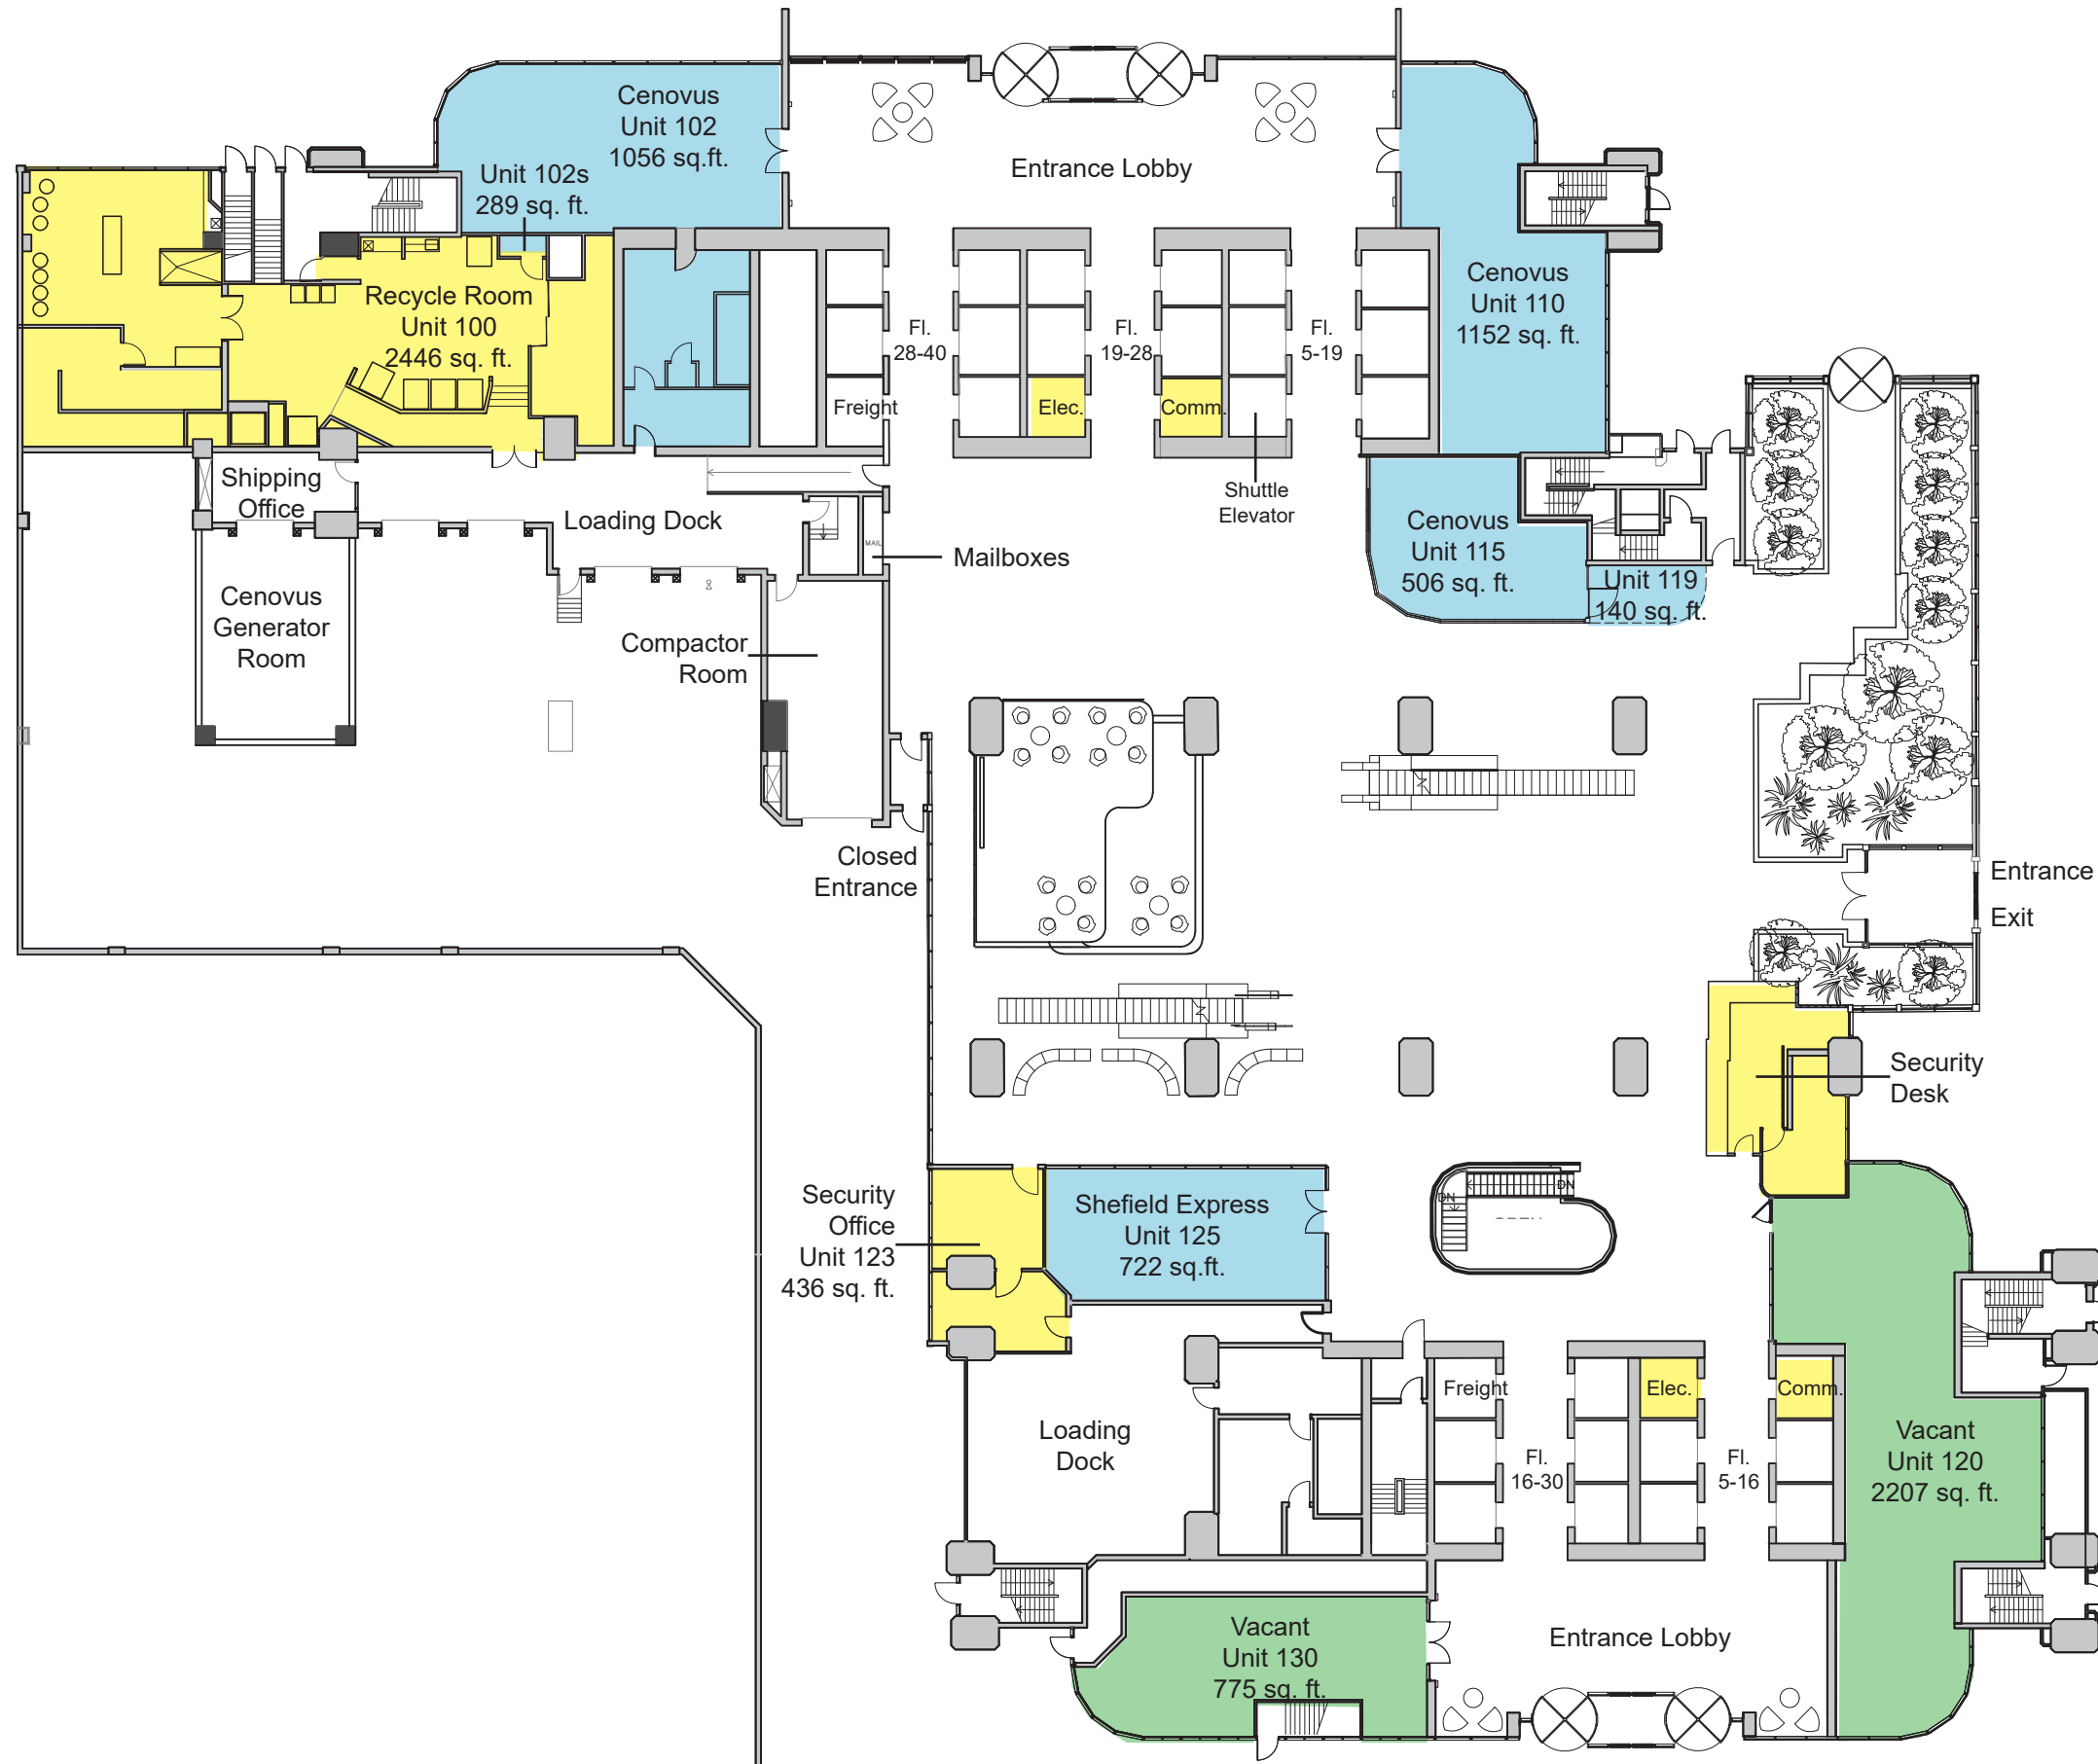 Cenovus
Unit 102
1056 sq.ft.
Unit 102s
289 sq. ft.
Entrance Lobby
Cenovus
Unit 110
1152 sq. ft.
Recycle Room
Unit 100
2446 sq. ft.
Fl.
28-40
Fl.
19-28
Fl.
5-19
Freight
Elec.
Comm.
Shuttle
Elevator
Shipping
Office
Loading Dock
MAIL
Mailboxes
Cenovus
Unit 115
506 sq. ft.
Unit 119
140 sq. ft.
Cenovus
Generator
Room
Compactor
Room
Closed
Entrance
Entrance
Exit
Security
Desk
Security
Office
Unit 123
436 sq. ft.
Shefield Express
Unit 125
722 sq.ft.
DN
DN
Freight
Elec.
Comm.
Loading
Dock
Fl.
16-30
Fl.
5-16
Vacant
Unit 120
2207 sq. ft.
Vacant
Unit 130
775 sq. ft.
Entrance Lobby